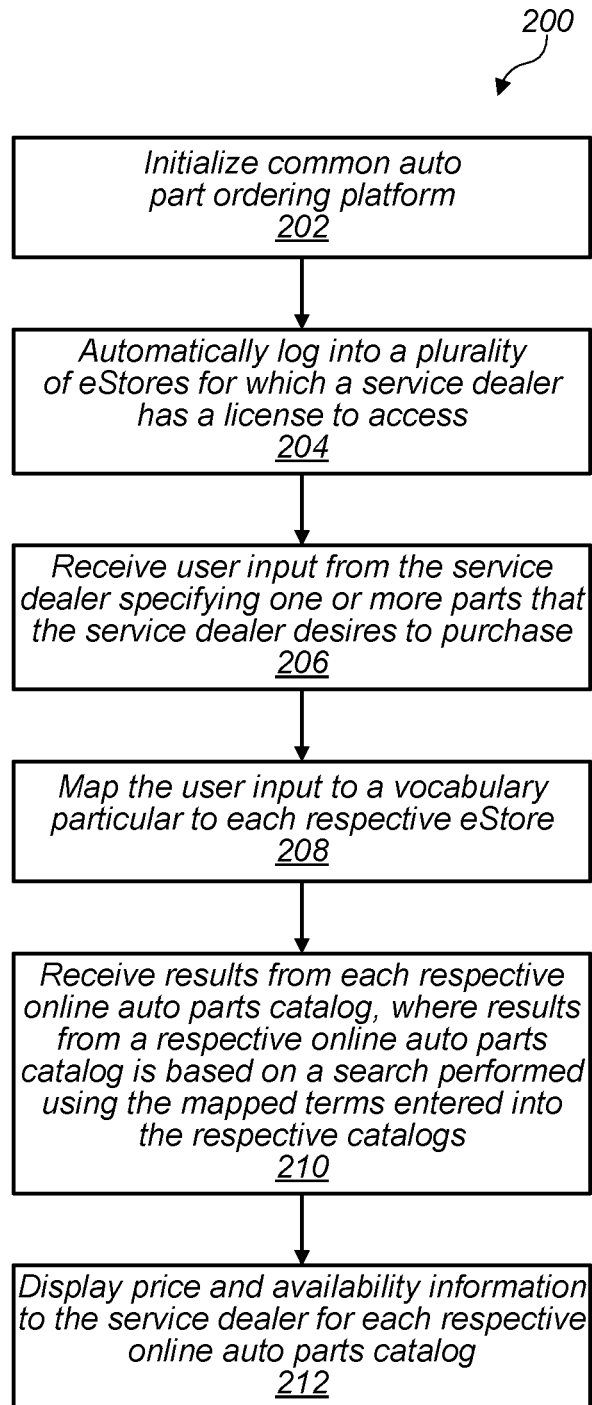 200
Initialize common auto
part ordering platform
202
Automatically log into a plurality
of eStores for which a service dealer
has a license to access
204
Receive user input from the service
dealer specifying one or more parts that
the service dealer desires to purchase
206
Map the user input to a vocabulary
particular to each respective eStore
208
Receive results from each respective
online auto parts catalog, where results
from a respective online auto parts
catalog is based on a search performed
using the mapped terms entered into
the respective catalogs
210
Display price and availability information
to the service dealer for each respective
online auto parts catalog
212